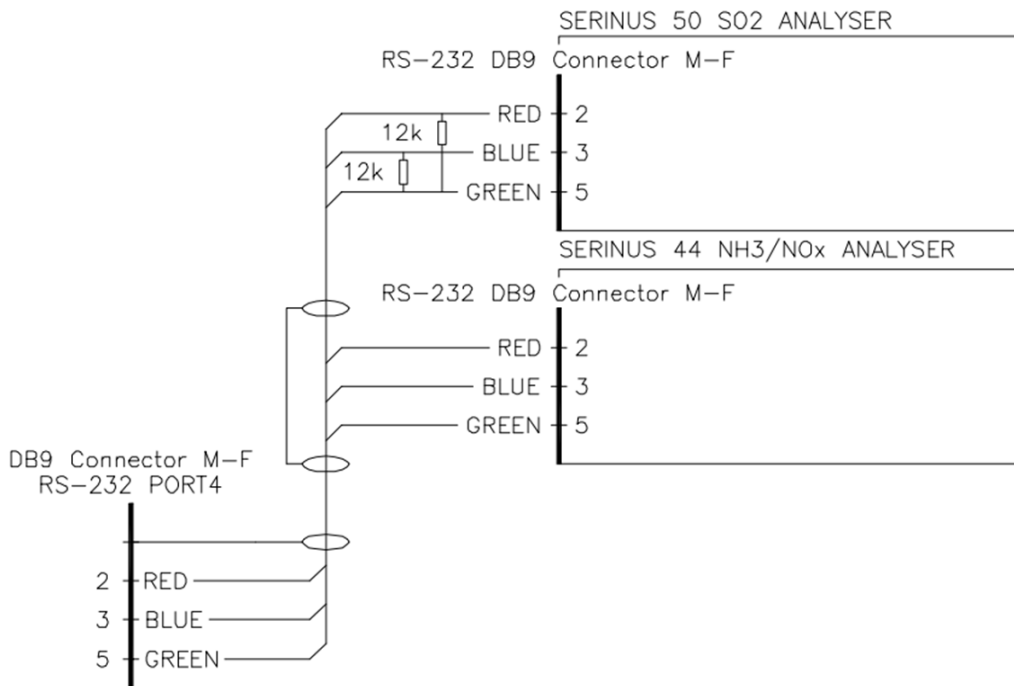 SERINUS 50 SO2 ANALYSER
RS-232 DB9 Connector M-F
RED 2
12k
BLUE 3
12k
GREEN 5
SERINUS 44 NH3/NOx ANALYSER
RS-232 DB9 Connector M-F
RED 2
BLUE 3
GREEN 5
DB9 Connector M-F
RS-232 PORT4
2 RED
3 BLUE
5 GREEN